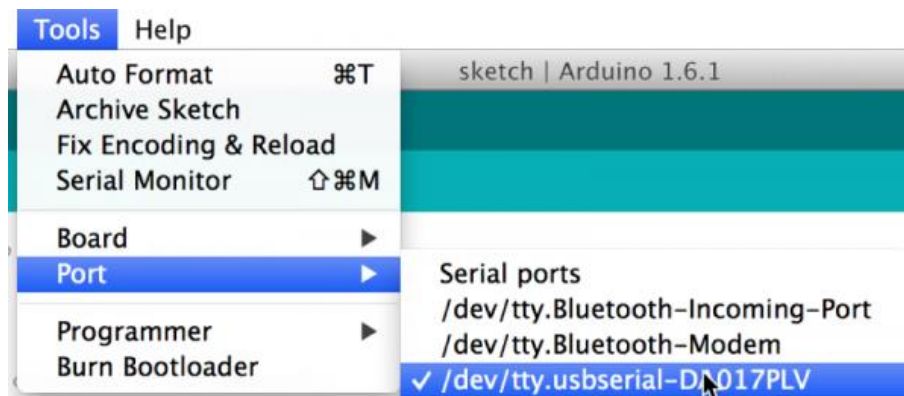 Tools Help
Auto Format ⌘T
sketch | Arduino 1.6.1
Archive Sketch
Fix Encoding & Reload
Serial Monitor ⇧⌘M
Board ▶
Port ▶
Serial ports
/dev/tty.Bluetooth-Incoming-Port
Programmer ▶
/dev/tty.Bluetooth-Modem
Burn Bootloader
✓ /dev/tty.usbserial-DA017PLV